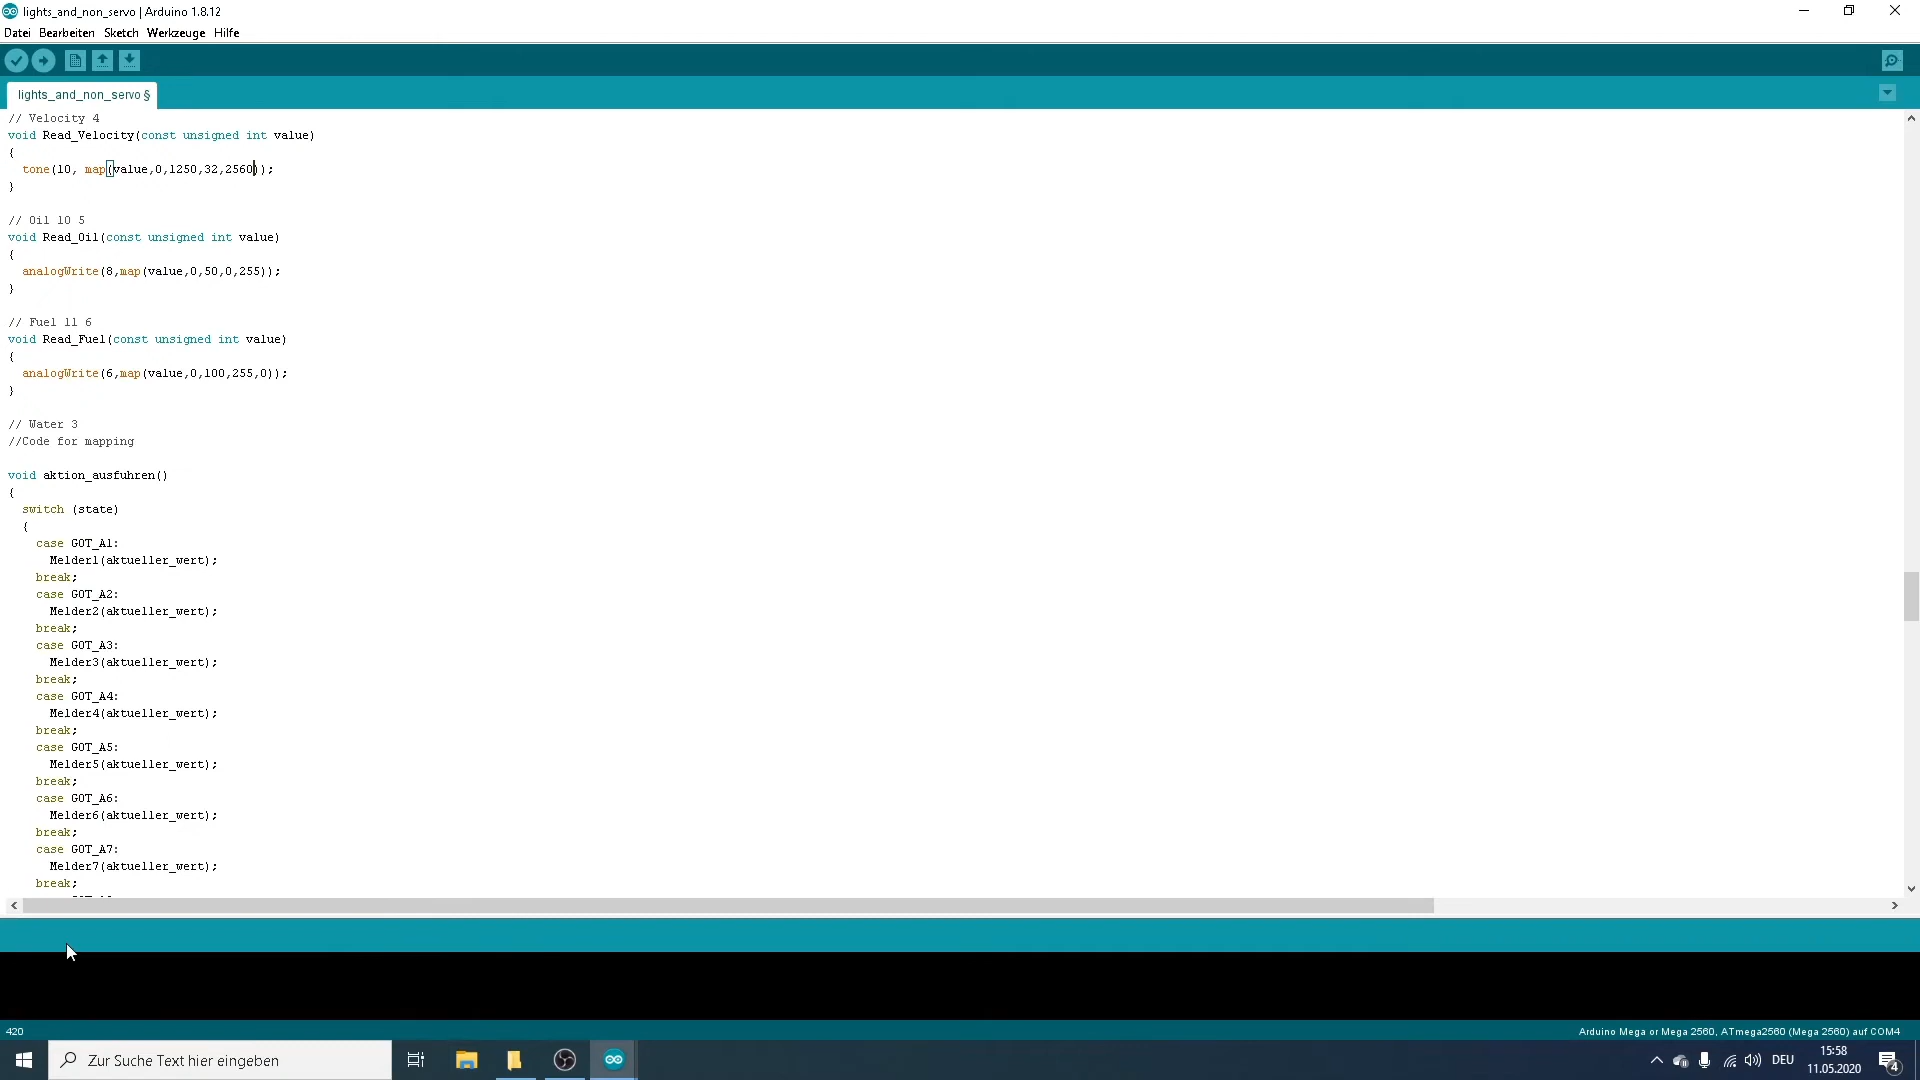 lights_and_non_servo | Arduino 1.8.12
Datei Bearbeiten Sketch Werkzeuge Hilfe
lights_and_non_servo §
// Velocity 4
void Read_Velocity(const unsigned int value)
{
tone(10, map(value,0,1250,32,2560));
}
// Oil 10 5
void Read_Oil(const unsigned int value)
{
analogWrite(8,map(value,0,50,0,255));
}
// Fuel 11 6
void Read_Fuel(const unsigned int value)
{
analogWrite(6,map(value,0,100,255,0));
}
// Water 3
//Code for mapping
void aktion_ausfuhren()
{
switch (state)
{
case GOT_A1:
Melder1(aktueller_wert);
break;
case GOT_A2:
Melder2(aktueller_wert);
break;
case GOT_A3:
Melder3(aktueller_wert);
break;
case GOT_A4:
Melder4(aktueller_wert);
break;
case GOT_A5:
Melder5(aktueller_wert);
break;
case GOT_A6:
Melder6(aktueller_wert);
break;
case GOT_A7:
Melder7(aktueller_wert);
break;
420
Arduino Mega or Mega 2560, ATmega2560 (Mega 2560) auf COM4
Zur Suche Text hier eingeben
DEU
15:58
11.05.2020
4